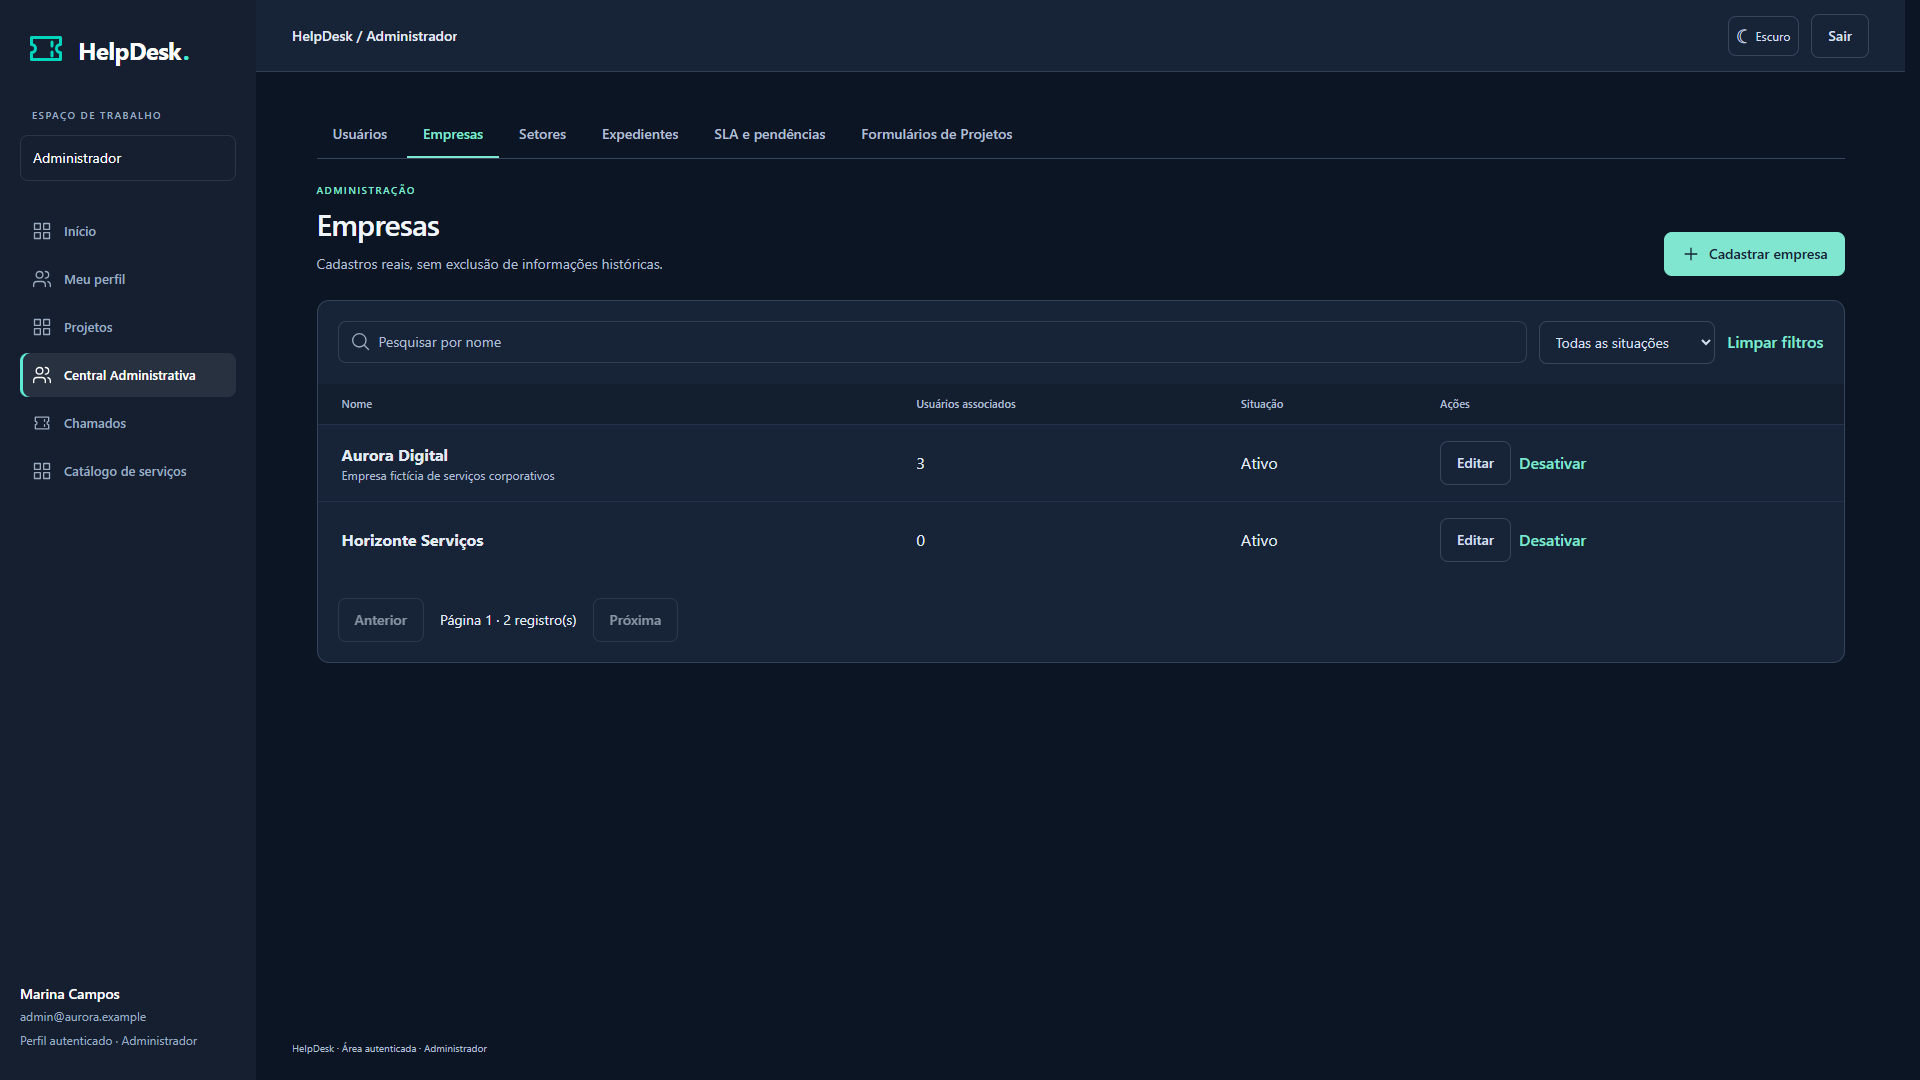 HelpDesk.
ESPAÇO DE TRABALHO
Administrador
Início
Meu perfil
Projetos
Central Administrativa
Chamados
Catálogo de serviços
Marina Campos
admin@aurora.example
Perfil autenticado · Administrador
HelpDesk / Administrador
Escuro
Sair
Usuários Empresas Setores Expedientes SLA e pendências Formulários de Projetos
ADMINISTRAÇÃO
Empresas
Cadastros reais, sem exclusão de informações históricas.
Cadastrar empresa
Pesquisar por nome
Todas as situações
Limpar filtros
Nome Usuários associados Situação Ações
Aurora Digital
Empresa fictícia de serviços corporativos
3 Ativo Editar Desativar
Horizonte Serviços 0 Ativo Editar Desativar
Anterior Página 1 · 2 registro(s) Próxima
HelpDesk · Área autenticada · Administrador